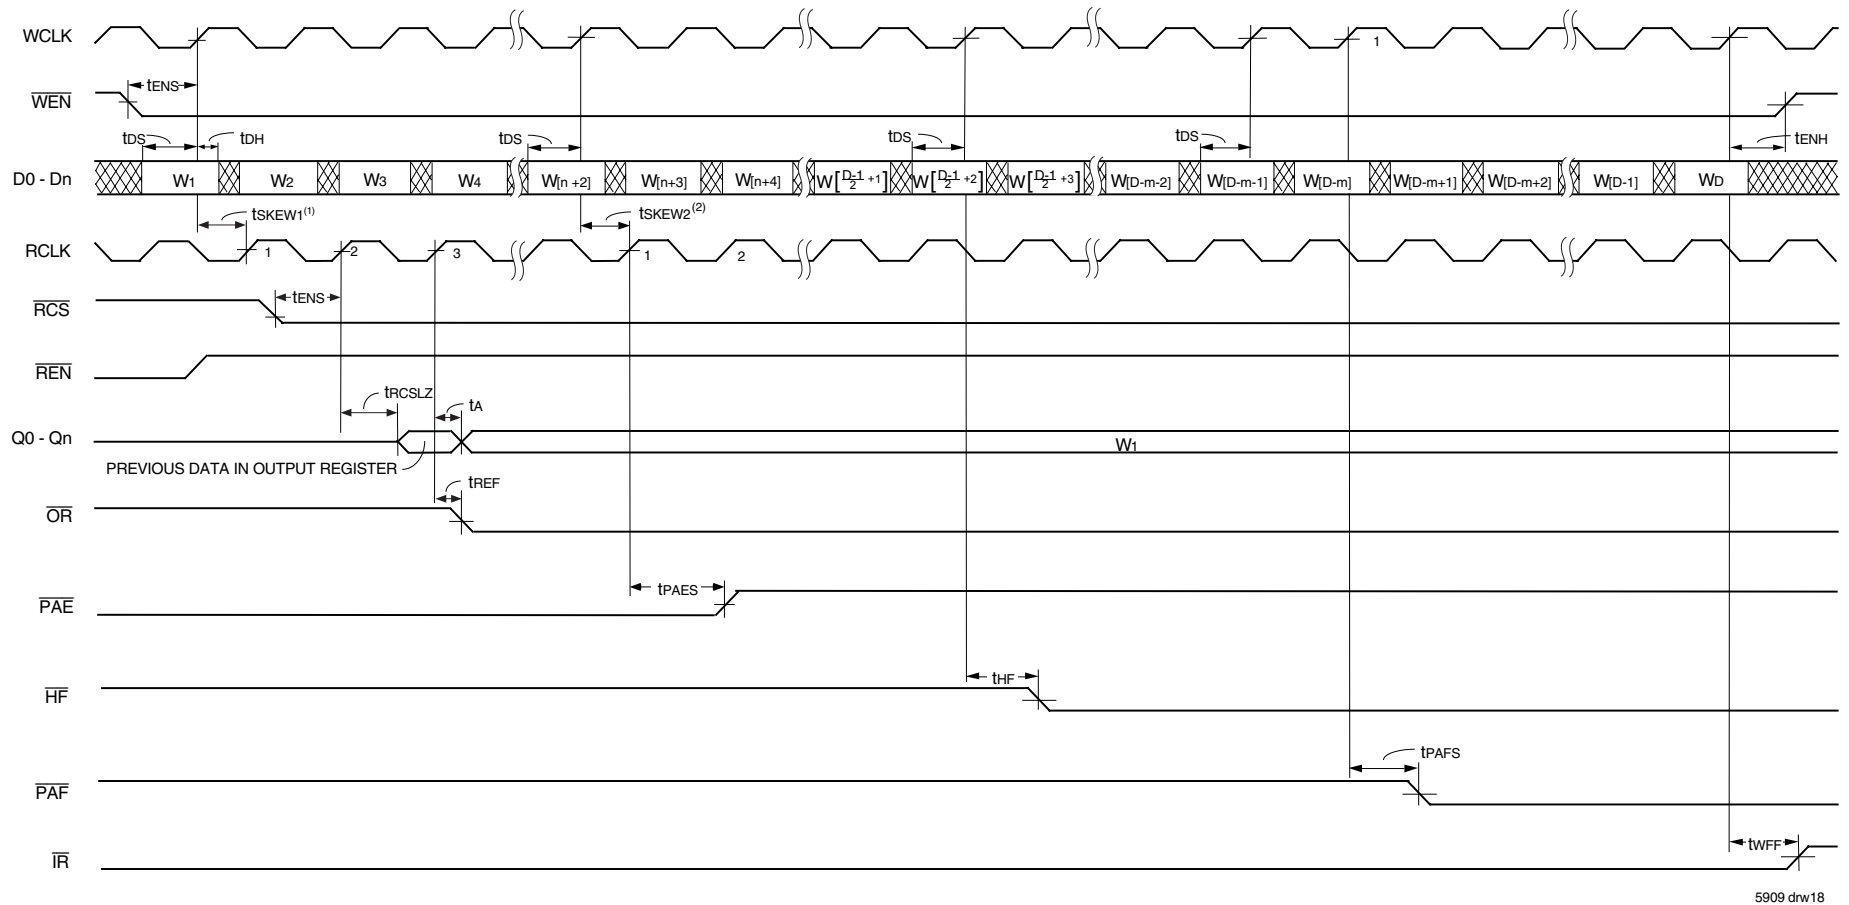 WCLK
1
tENS
WEN
tDS tDH tDS tDS tDS tENH
D0 - Dn W1 W2 W3 W4 W[n +2] W[n+3] W[n+4] W[D-1/2 +1] W[D-1/2 +2] W[D-1/2 +3] W[D-m-2] W[D-m-1] W[D-m] W[D-m+1] W[D-m+2] W[D-1] WD
tSKEW1(1) tSKEW2(2)
RCLK 1 2 3 1 2
tENS
RCS
REN
tRCSLZ tA
Q0 - Qn W1
PREVIOUS DATA IN OUTPUT REGISTER
tREF
OR
tPAES
PAE
tHF
HF
tPAFS
PAF
tWFF
IR
5909 drw18